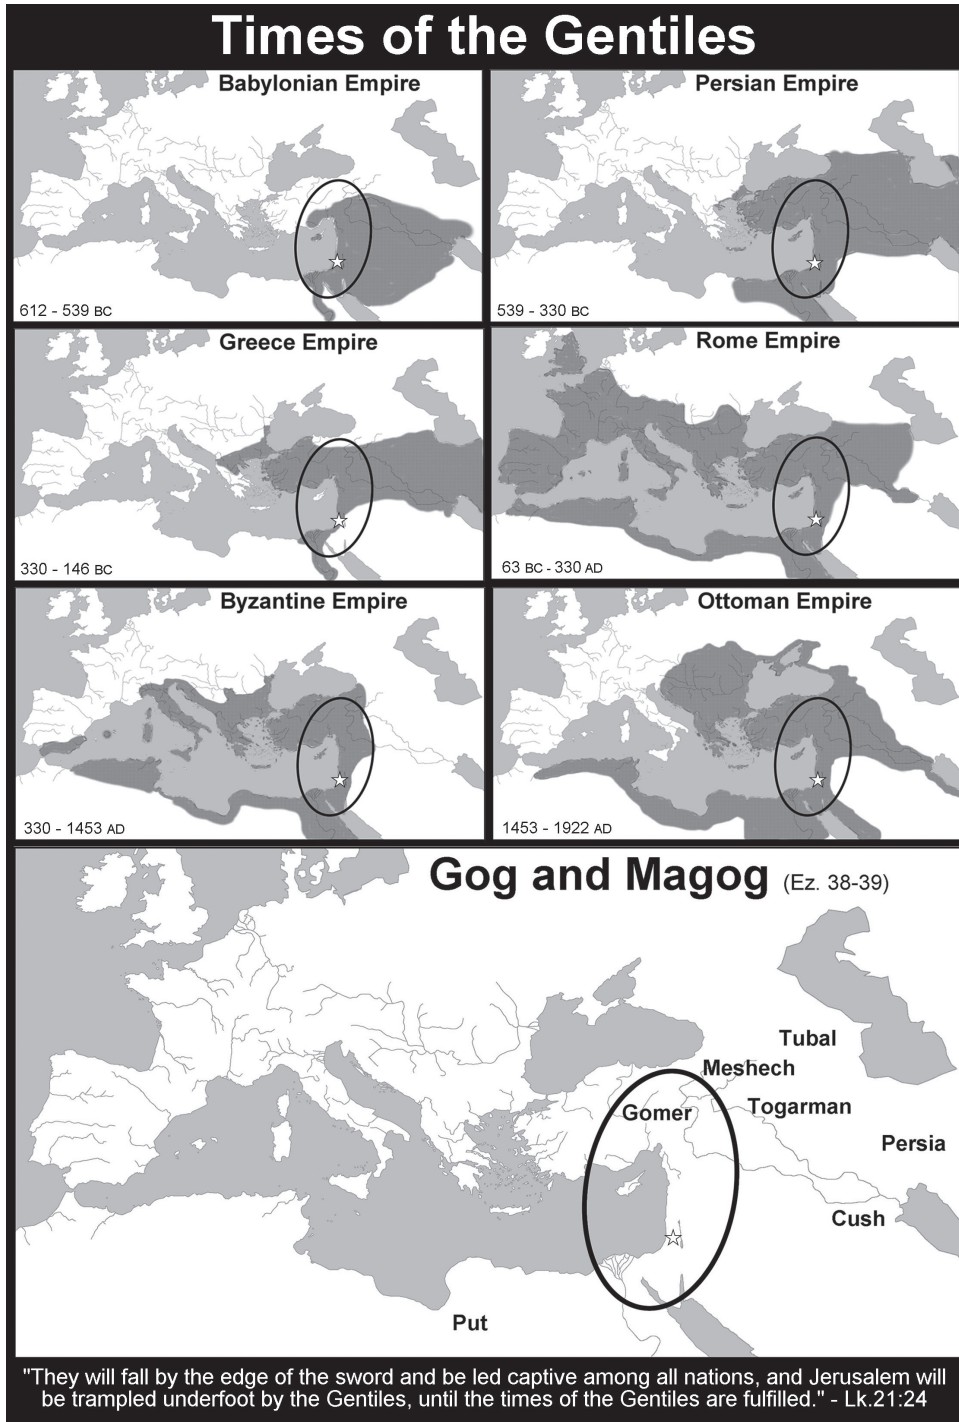 Times of the Gentiles
Babylonian Empire
612 - 539 BC
Persian Empire
539 - 330 BC
Greece Empire
330 - 146 BC
Rome Empire
63 BC - 330 AD
Byzantine Empire
330 - 1453 AD
Ottoman Empire
1453 - 1922 AD
Gog and Magog (Ez. 38-39)
Tubal
Meshech
Gomer
Togarman
Persia
Cush
Put
"They will fall by the edge of the sword and be led captive among all nations, and Jerusalem will
be trampled underfoot by the Gentiles, until the times of the Gentiles are fulfilled." - Lk.21:24